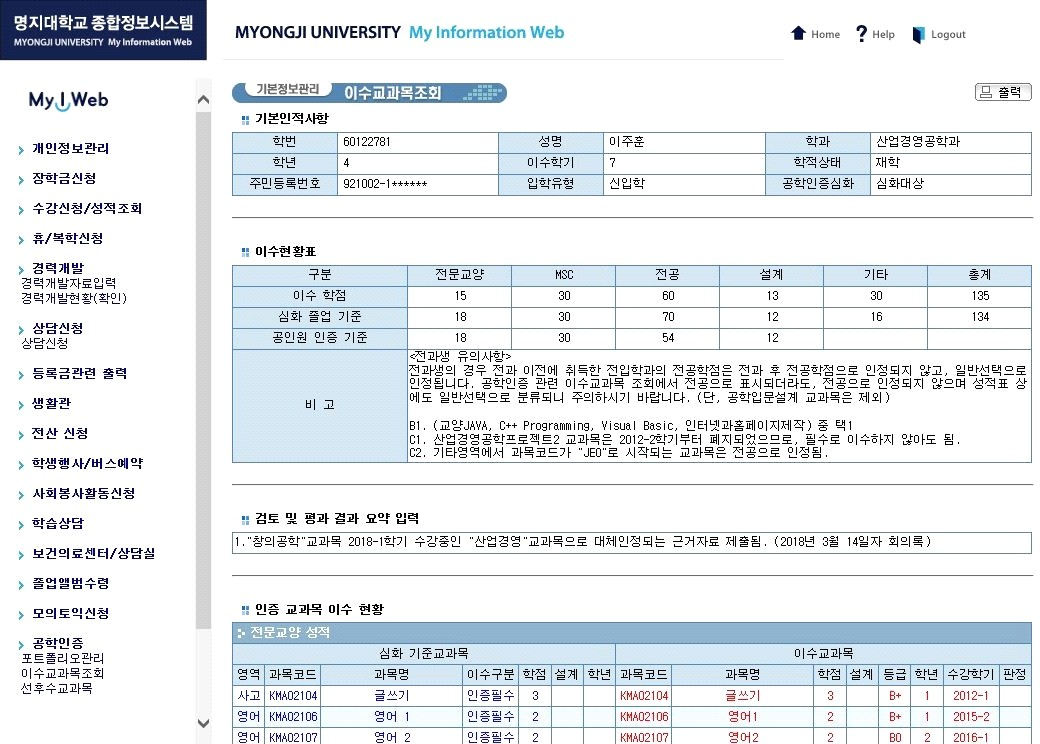 명지대학교 종합정보시스템
MYONGJI UNIVERSITY My Information Web
MYONGJI UNIVERSITY My Information Web
Home Help Logout
My Web
개인정보관리
장학금신청
수강신청/성적조회
휴/복학신청
경력개발
경력개발자료입력
경력개발현황(확인)
상담신청
상담신청
등록금관련 출력
생활관
전산 신청
학생행사/버스예약
사회봉사활동신청
학습상담
보건의료센터/상담실
졸업앨범수령
모의토익신청
공학인증
포트폴리오관리
이수교과목조회
선후수교과목
기본정보관리 이수교과목조회
출력
기본인적사항
학번 60122781 성명 이주훈 학과 산업경영공학과
학년 4 이수학기 7 학적상태 재학
주민등록번호 921002-1****** 입학유형 신입학 공학인증심화 심화대상
이수현황표
구분 전문교양 MSC 전공 설계 기타 총계
이수 학점 15 30 60 13 30 135
심화 졸업 기준 18 30 70 12 16 134
공인원 인증 기준 18 30 54 12
비 고
<전과생 유의사항>
전과생의 경우 전과 이전에 취득한 전입학과의 전공학점은 전과 후 전공학점으로 인정되지 않고, 일반선택으로
인정됩니다. 공학인증 관련 이수교과목 조회에서 전공으로 표시되더라도, 전공으로 인정되지 않으며 성적표 상
에도 일반선택으로 분류되니 주의하시기 바랍니다. (단, 공학입문설계 교과목은 제외)
B1. (교양JAVA, C++ Programming, Visual Basic, 인터넷과홈페이지제작) 중 택1
C1. 산업경영공학프로젝트2 교과목은 2012-2학기부터 폐지되었으므로, 필수로 이수하지 않아도 됨.
C2. 기타영역에서 과목코드가 "JEO"로 시작되는 교과목은 전공으로 인정됨.
검토 및 평과 결과 요약 입력
1."창의공학"교과목 2018-1학기 수강중인 "산업경영"교과목으로 대체인정되는 근거자로 제출됨. (2018년 3월 14일자 회의록)
인증 교과목 이수 현황
전문교양 성적
심화 기준교과목 이수교과목
영역 과목코드 과목명 이수구분 학점 설계 학년 과목코드 과목명 학점 설계 등급 학년 수강학기 판정
사고 KMA02104 글쓰기 인증필수 3 KMA02104 글쓰기 3 B+ 1 2012-1
영어 KMA02106 영어 1 인증필수 2 KMA02106 영어1 2 B+ 1 2015-2
영어 KMA02107 영어 2 인증필수 2 KMA02107 영어2 2 B0 2 2016-1